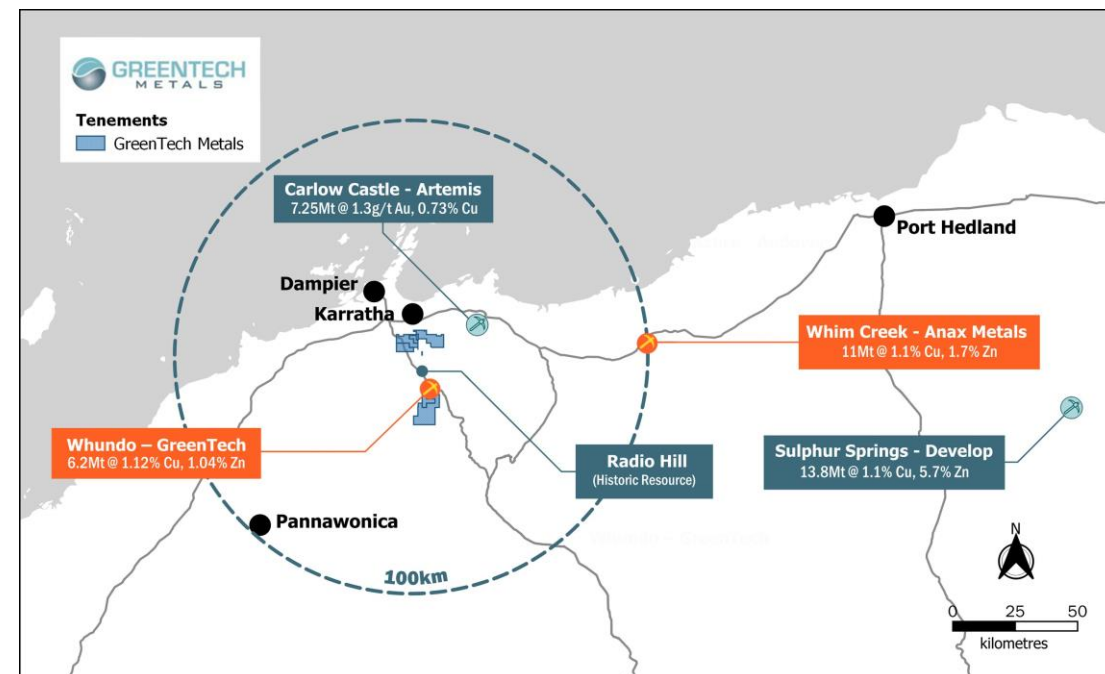 GREENTECH
METALS
Tenements
GreenTech Metals
Carlow Castle - Artemis
7.25Mt @ 1.3g/t Au, 0.73% Cu
Port Hedland
Dampier
Karratha
Whim Creek - Anax Metals
11Mt @ 1.1% Cu, 1.7% Zn
Whundo – GreenTech
6.2Mt @ 1.12% Cu, 1.04% Zn
Radio Hill
(Historic Resource)
Sulphur Springs - Develop
13.8Mt @ 1.1% Cu, 5.7% Zn
Pannawonica
100km
N
0 25 50
kilometres